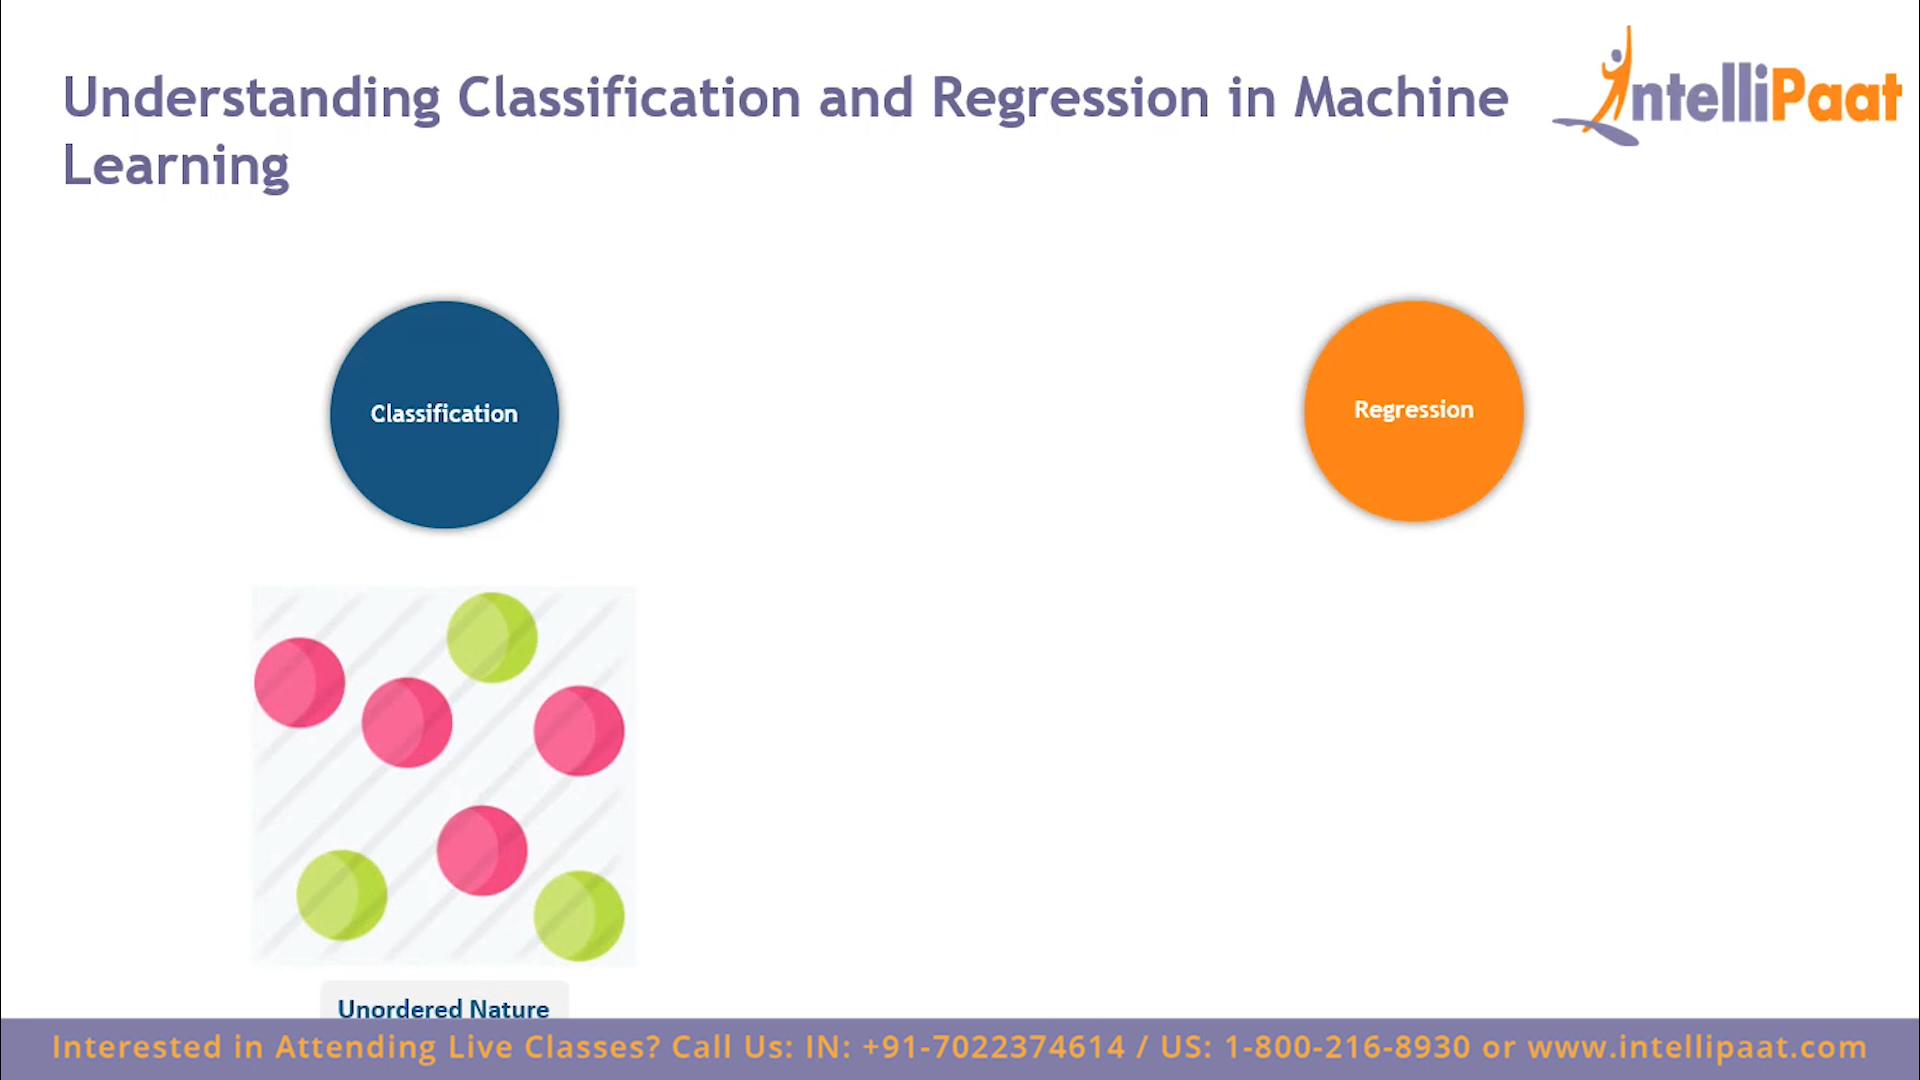 Understanding Classification and Regression in Machine
Learning
IntelliPaat
Classification
Regression
Unordered Nature
Interested in Attending Live Classes? Call Us: IN: +91-7022374614 / US: 1-800-216-8930 or www.intellipaat.com